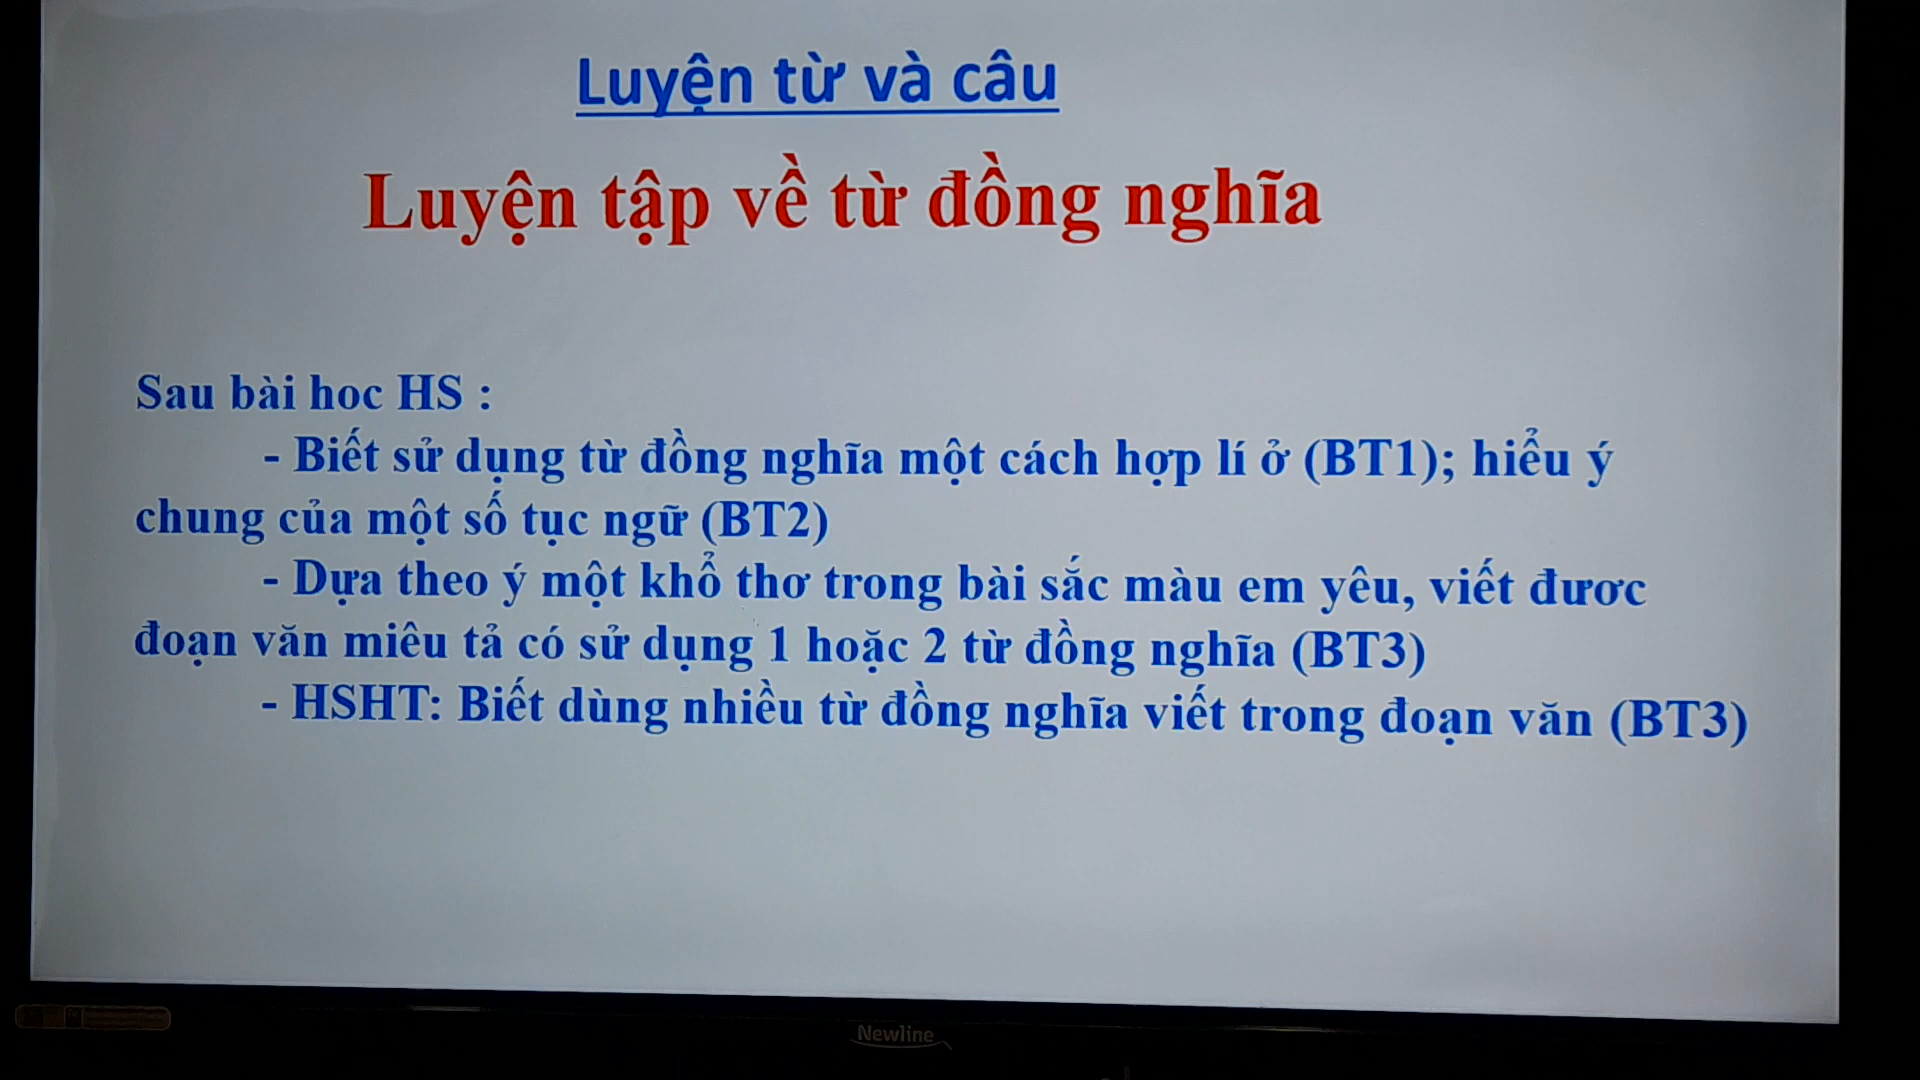 Luyện từ và câu
Luyện tập về từ đồng nghĩa
Sau bài hoc HS :
- Biết sử dụng từ đồng nghĩa một cách hợp lí ở (BT1); hiểu ý
chung của một số tục ngữ (BT2)
- Dựa theo ý một khổ thơ trong bài sắc màu em yêu, viết đươc
đoạn văn miêu tả có sử dụng 1 hoặc 2 từ đồng nghĩa (BT3)
- HSHT: Biết dùng nhiều từ đồng nghĩa viết trong đoạn văn (BT3)
Newline